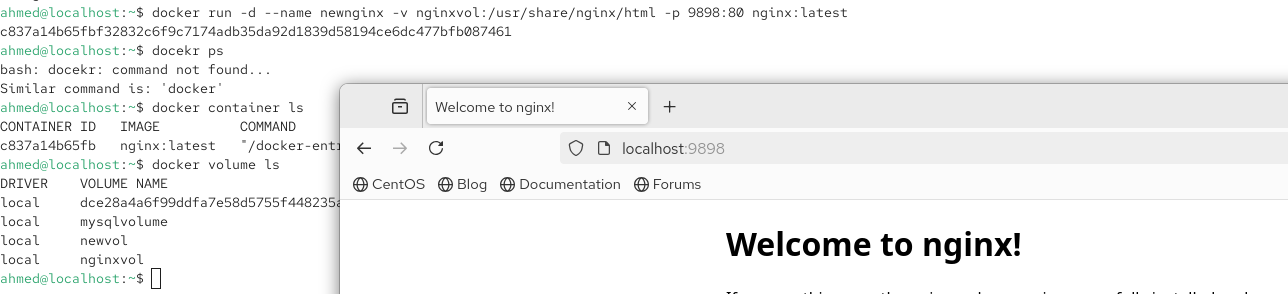 ahmed@localhost:~$ docker run -d --name newnginx -v nginxvol:/usr/share/nginx/html -p 9898:80 nginx:latest
c837a14b65fbf32832c6f9c7174adb35da92d1839d58194ce6dc477bfb087461
ahmed@localhost:~$ docekr ps
bash: docekr: command not found...
Similar command is: 'docker'
ahmed@localhost:~$ docker container ls
CONTAINER ID   IMAGE          COMMAND
c837a14b65fb   nginx:latest   "/docker-entr
ahmed@localhost:~$ docker volume ls
DRIVER    VOLUME NAME
local     dce28a4a6f99ddfa7e58d5755f448235a
local     mysqlvolume
local     newvol
local     nginxvol
ahmed@localhost:~$
Welcome to nginx!
localhost:9898
CentOS Blog Documentation Forums
Welcome to nginx!